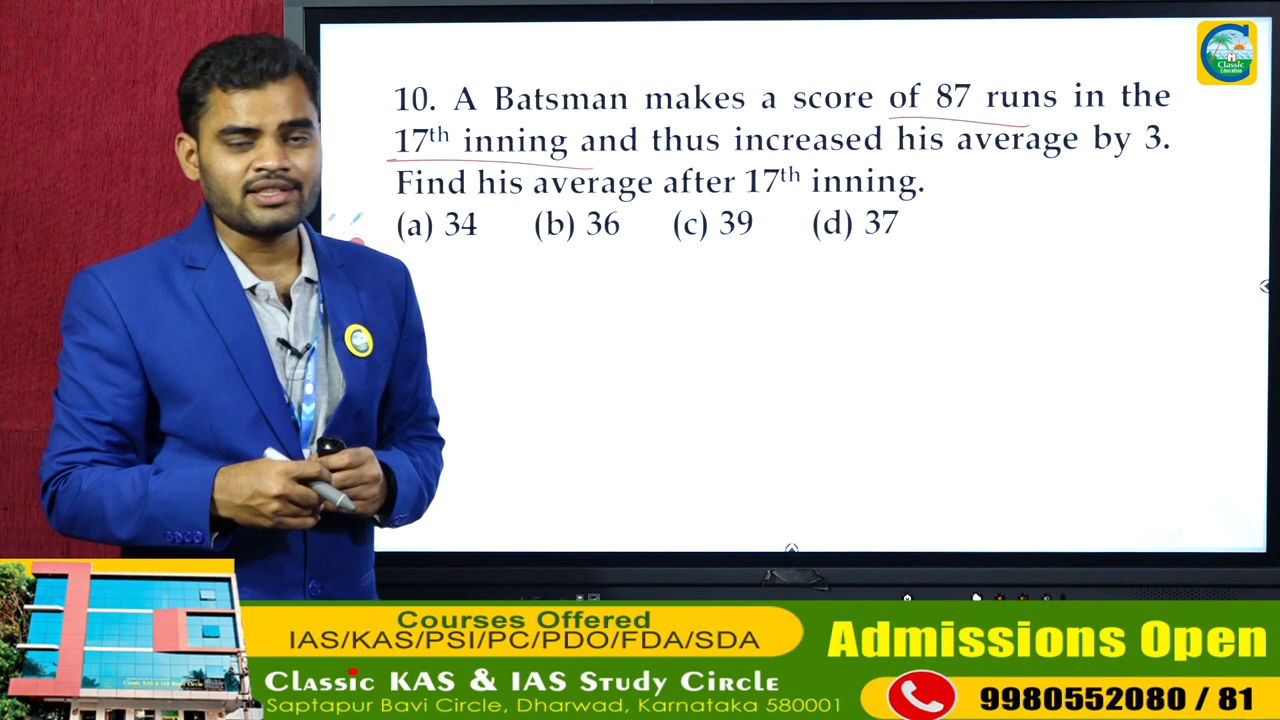 10. A Batsman makes a score of 87 runs in the
17th inning and thus increased his average by 3.
Find his average after 17th inning.
(a) 34 (b) 36 (c) 39 (d) 37
Classic
Education
Courses Offered
IAS/KAS/PSI/PC/PDO/FDA/SDA
Admissions Open
Classic KAS & IAS Study Circle
Saptapur Bavi Circle, Dharwad, Karnataka 580001
9980552080 / 81